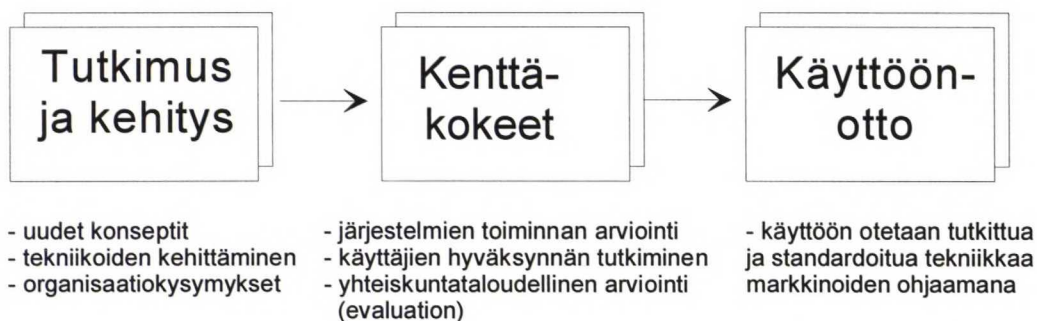 Tutkimus
ja kehitys
Kenttä-
kokeet
Käyttöön-
otto
- uudet konseptit
- tekniikoiden kehittäminen
- organisaatiokysymykset
- järjestelmien toiminnan arviointi
- käyttäjien hyväksynnän tutkiminen
- yhteiskuntataloudellinen arviointi
(evaluation)
- käyttöön otetaan tutkittua
ja standardoitua tekniikkaa
markkinoiden ohjaamana